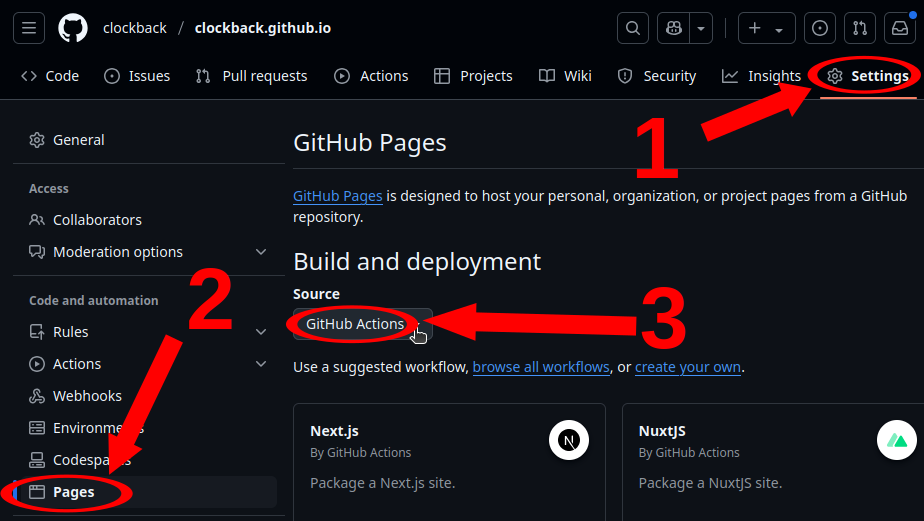 clockback / clockback.github.io
Code Issues Pull requests Actions Projects Wiki Security Insights Settings
1
General
Access
Collaborators
Moderation options
2
Code and automation
Rules
Actions
Webhooks
Environments
Codespaces
Pages
GitHub Pages
GitHub Pages is designed to host your personal, organization, or project pages from a GitHub
repository.
Build and deployment
Source
GitHub Actions
3
Use a suggested workflow, browse all workflows, or create your own.
Next.js
By GitHub Actions
Package a Next.js site.
N
NuxtJS
By GitHub Actions
Package a NuxtJS site.